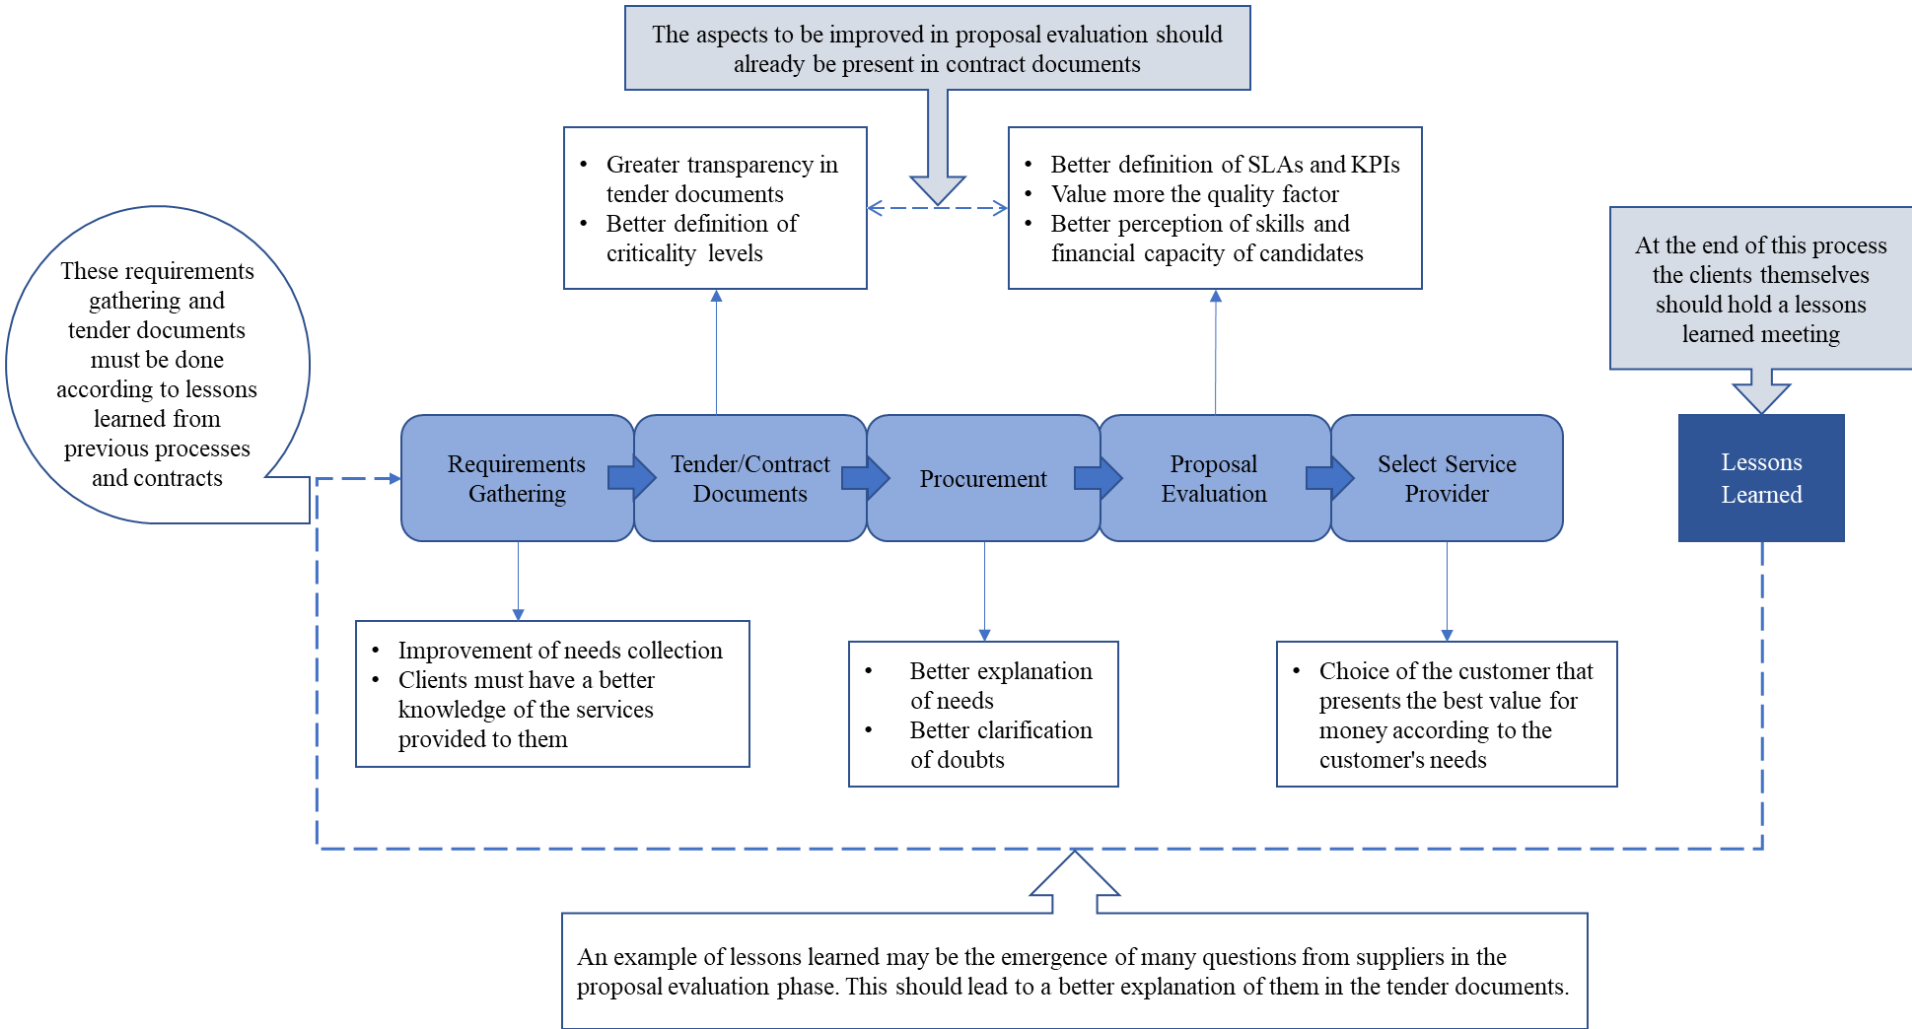 The aspects to be improved in proposal evaluation should
already be present in contract documents
• Greater transparency in
tender documents
• Better definition of
criticality levels
• Better definition of SLAs and KPIs
• Value more the quality factor
• Better perception of skills and
financial capacity of candidates
At the end of this process
the clients themselves
should hold a lessons
learned meeting
These requirements
gathering and
tender documents
must be done
according to lessons
learned from
previous processes
and contracts
Requirements
Gathering
Tender/Contract
Documents
Procurement
Proposal
Evaluation
Select Service
Provider
Lessons
Learned
• Improvement of needs collection
• Clients must have a better
knowledge of the services
provided to them
• Better explanation
of needs
• Better clarification
of doubts
• Choice of the customer that
presents the best value for
money according to the
customer's needs
An example of lessons learned may be the emergence of many questions from suppliers in the
proposal evaluation phase. This should lead to a better explanation of them in the tender documents.